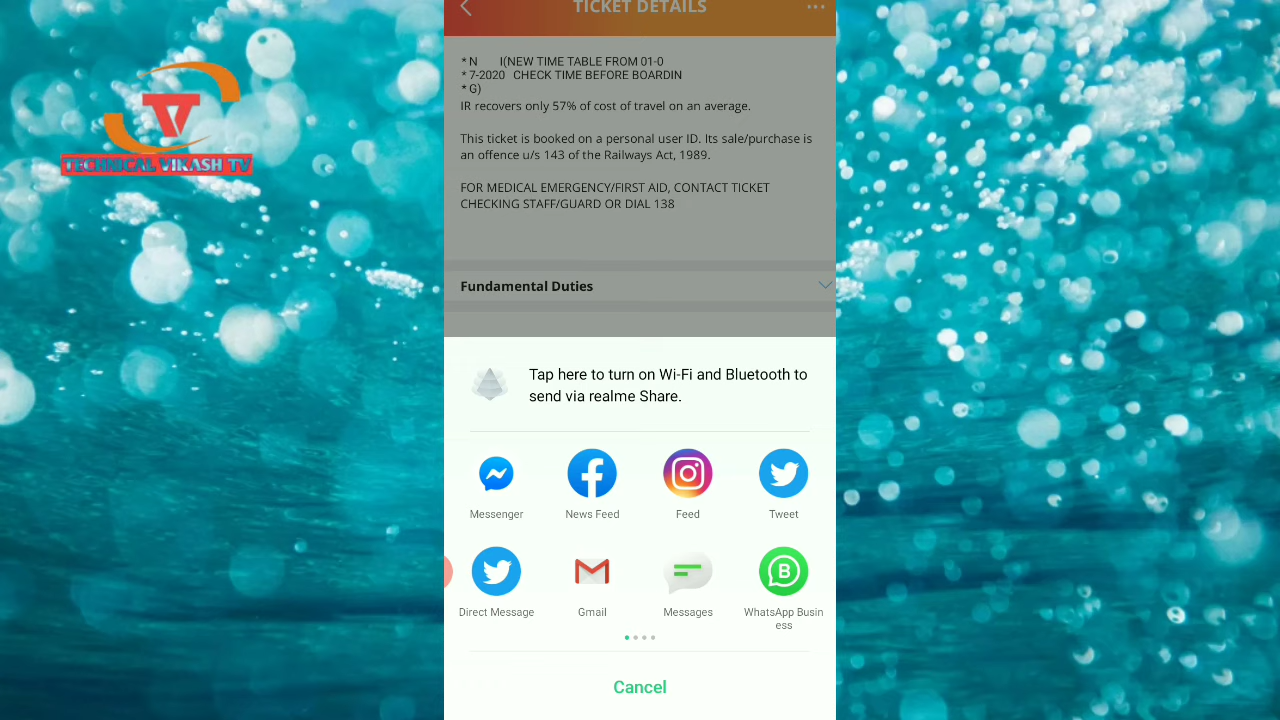 TICKET DETAILS
TECHNICAL VIKASH TV
* N I(NEW TIME TABLE FROM 01-0
* 7-2020 CHECK TIME BEFORE BOARDIN
* G)
IR recovers only 57% of cost of travel on an average.
This ticket is booked on a personal user ID. Its sale/purchase is
an offence u/s 143 of the Railways Act, 1989.
FOR MEDICAL EMERGENCY/FIRST AID, CONTACT TICKET
CHECKING STAFF/GUARD OR DIAL 138
Fundamental Duties
Tap here to turn on Wi-Fi and Bluetooth to
send via realme Share.
Messenger News Feed Feed Tweet
Direct Message Gmail Messages WhatsApp Busin
ess
Cancel